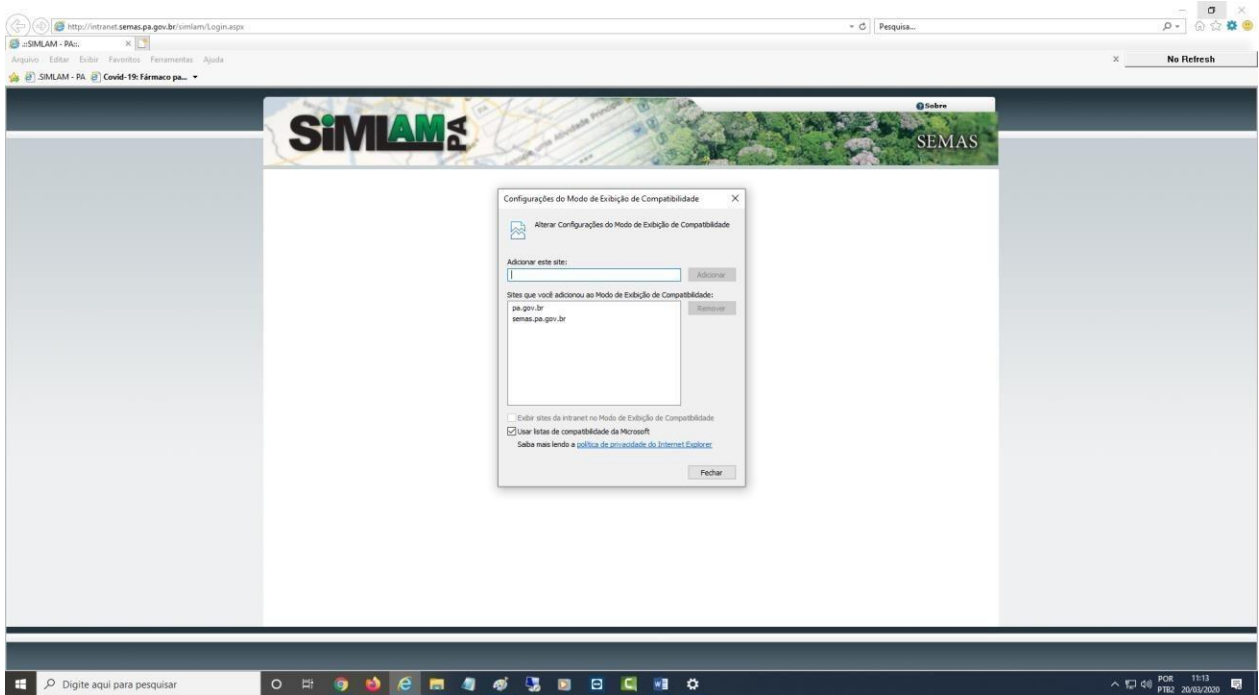 http://intranet.semas.pa.gov.br/simlam/Login.aspx
Pesquisa...
.::SIMLAM - PA::.
Arquivo Editar Exibir Favoritos Ferramentas Ajuda
X No Refresh
.SIMLAM - PA Covid-19: Fármaco pa...
Sobre
SiMLAM PA
SEMAS
Configurações do Modo de Exibição de Compatibilidade
Alterar Configurações do Modo de Exibição de Compatibilidade
Adicionar este site:
Adicionar
Sites que você adicionou ao Modo de Exibição de Compatibilidade:
pa.gov.br
Remover
semas.pa.gov.br
Exibir sites da intranet no Modo de Exibição de Compatibilidade
Usar listas de compatibilidade da Microsoft
Saiba mais lendo a política de privacidade do Internet Explorer
Fechar
Digite aqui para pesquisar
POR 11:13
PTB2 20/03/2020